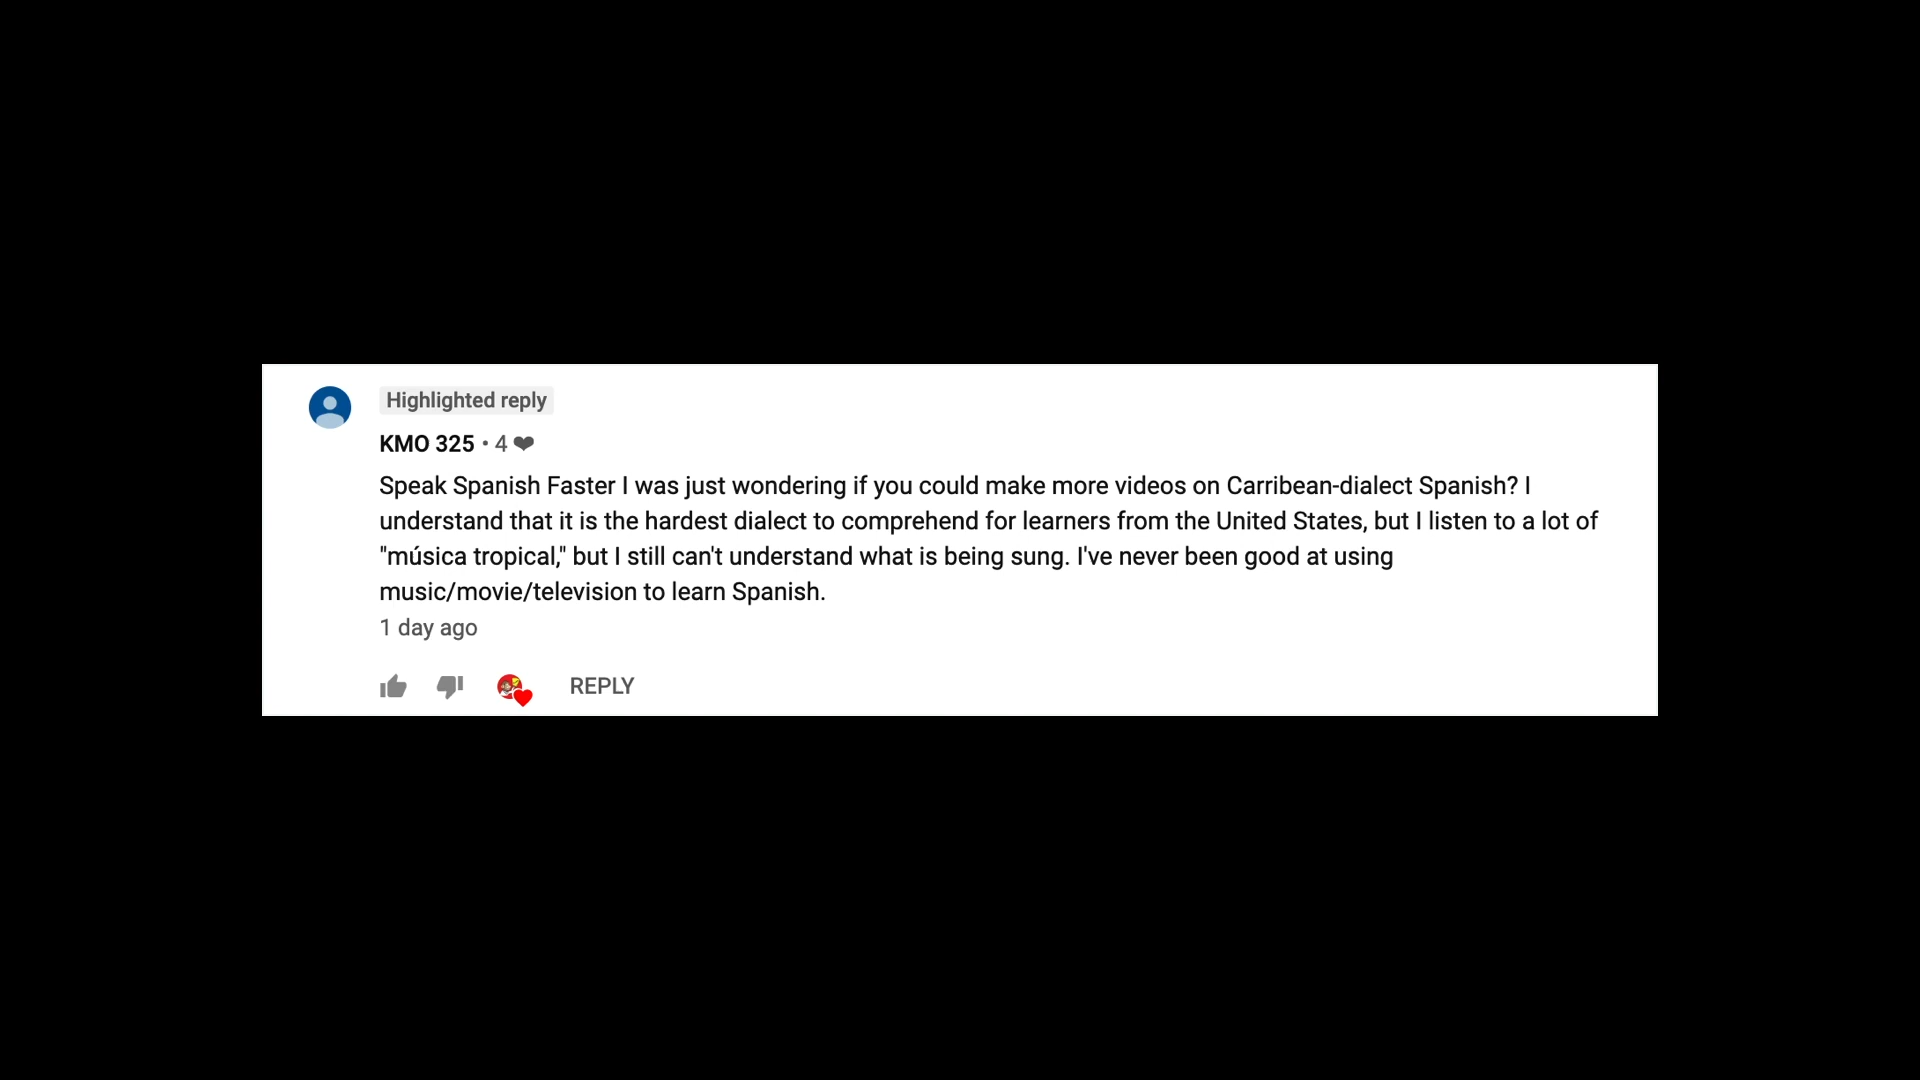 Highlighted reply
KMO 325 • 4 ❤
Speak Spanish Faster I was just wondering if you could make more videos on Carribean-dialect Spanish? I
understand that it is the hardest dialect to comprehend for learners from the United States, but I listen to a lot of
"música tropical," but I still can't understand what is being sung. I've never been good at using
music/movie/television to learn Spanish.
1 day ago
REPLY